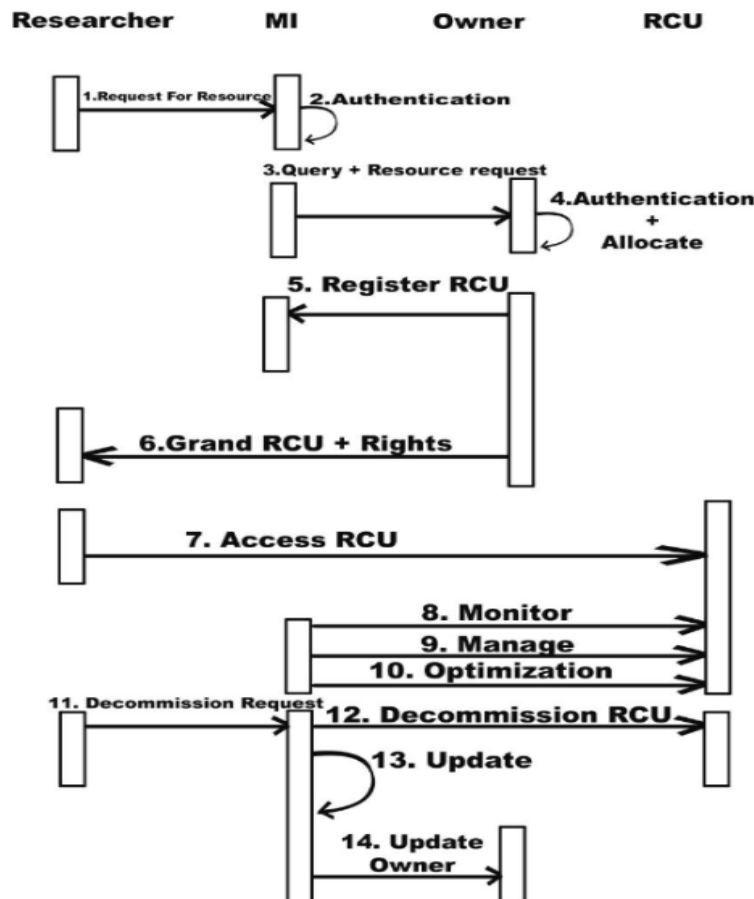 Researcher MI Owner RCU
1.Request For Resource
2.Authentication
3.Query + Resource request
4.Authentication
+
Allocate
5. Register RCU
6.Grand RCU + Rights
7. Access RCU
8. Monitor
9. Manage
10. Optimization
11. Decommission Request
12. Decommission RCU
13. Update
14. Update
Owner